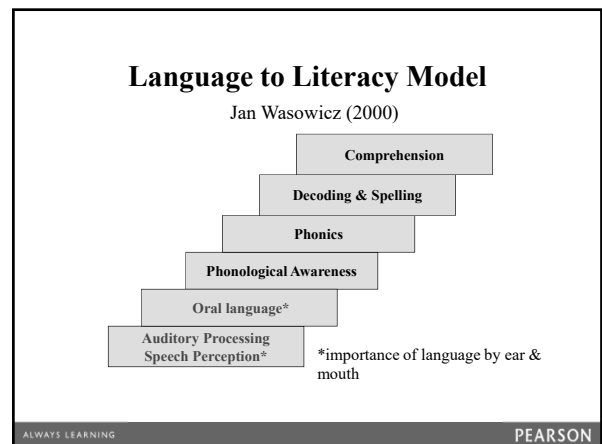 Language to Literacy Model
Jan Wasowicz (2000)
Comprehension
Decoding & Spelling
Phonics
Phonological Awareness
Oral language*
Auditory Processing
Speech Perception*
*importance of language by ear &
mouth
ALWAYS LEARNING
PEARSON